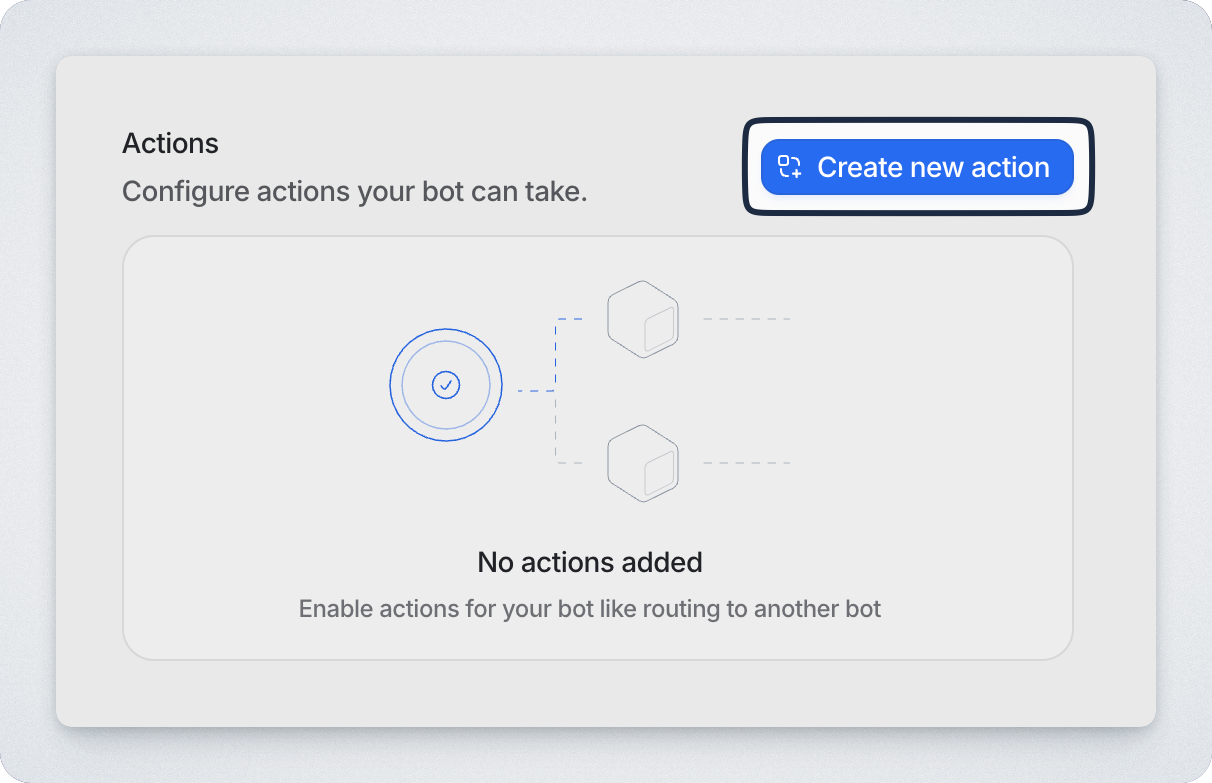 Actions
Create new action
Configure actions your bot can take.
No actions added
Enable actions for your bot like routing to another bot